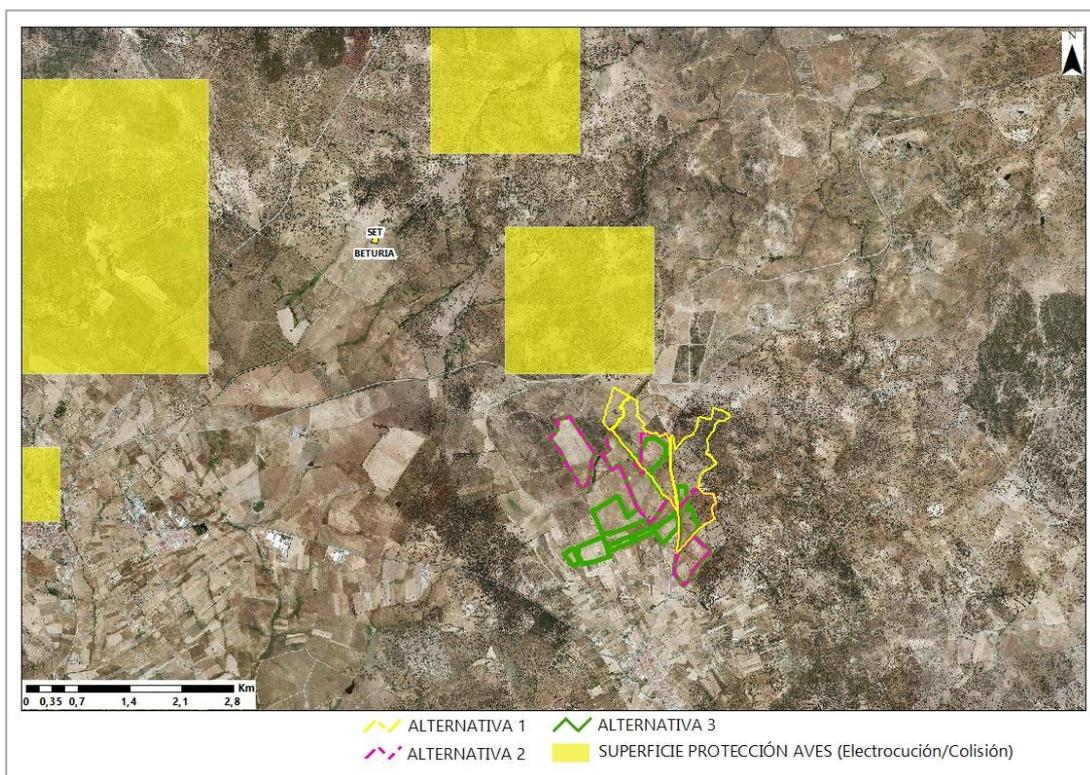 N
SET
BETURIA
Km
0 0,35 0,7 1,4 2,1 2,8
ALTERNATIVA 1
ALTERNATIVA 3
ALTERNATIVA 2
SUPERFICIE PROTECCIÓN AVES (Electrocución/Colisión)